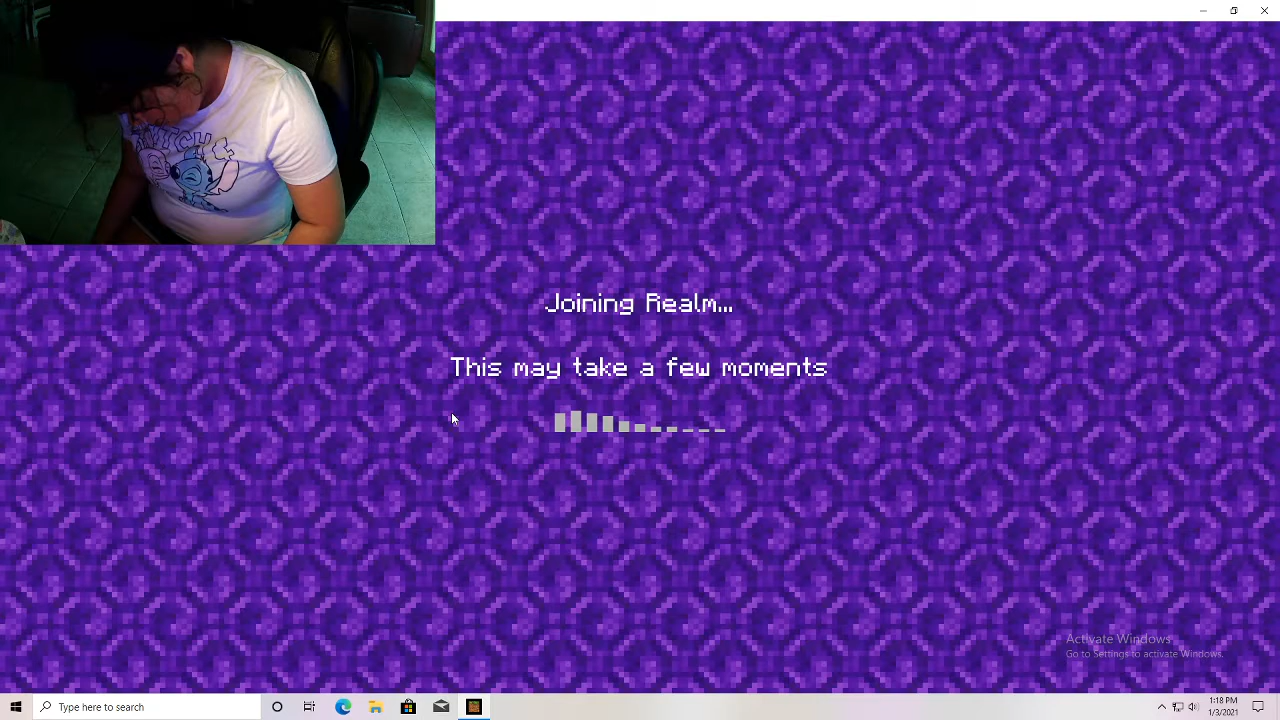 Joining Realm...
This may take a few moments
Activate Windows
Go to Settings to activate Windows.
Type here to search
1:18 PM
1/3/2021